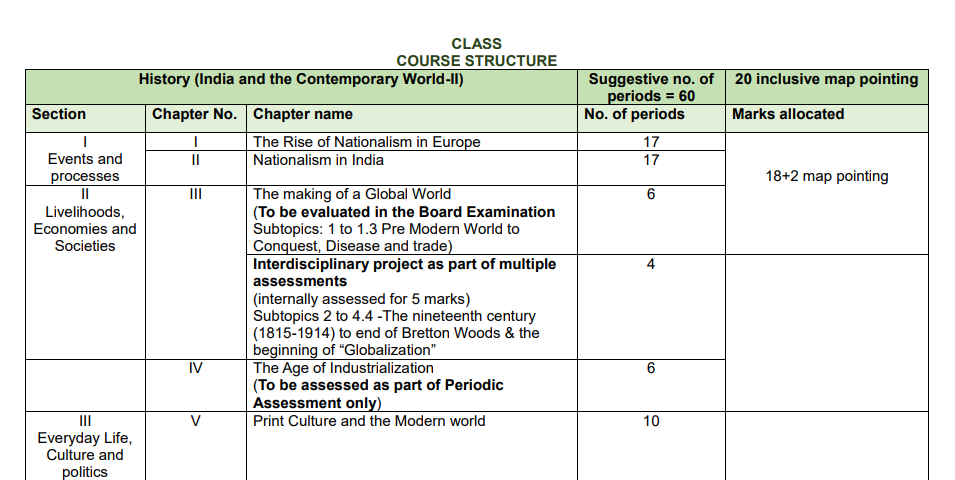 CLASS
COURSE STRUCTURE
History (India and the Contemporary World-II)
Suggestive no. of
periods = 60
20 inclusive map pointing
Section
Chapter No.
Chapter name
No. of periods
Marks allocated
I
Events and
processes
I
The Rise of Nationalism in Europe
17
18+2 map pointing
II
Nationalism in India
17
II
Livelihoods,
Economies and
Societies
III
The making of a Global World
(To be evaluated in the Board Examination
Subtopics: 1 to 1.3 Pre Modern World to
Conquest, Disease and trade)
6
Interdisciplinary project as part of multiple
assessments
(internally assessed for 5 marks)
Subtopics 2 to 4.4 -The nineteenth century
(1815-1914) to end of Bretton Woods & the
beginning of “Globalization”
4
IV
The Age of Industrialization
(To be assessed as part of Periodic
Assessment only)
6
III
Everyday Life,
Culture and
politics
V
Print Culture and the Modern world
10